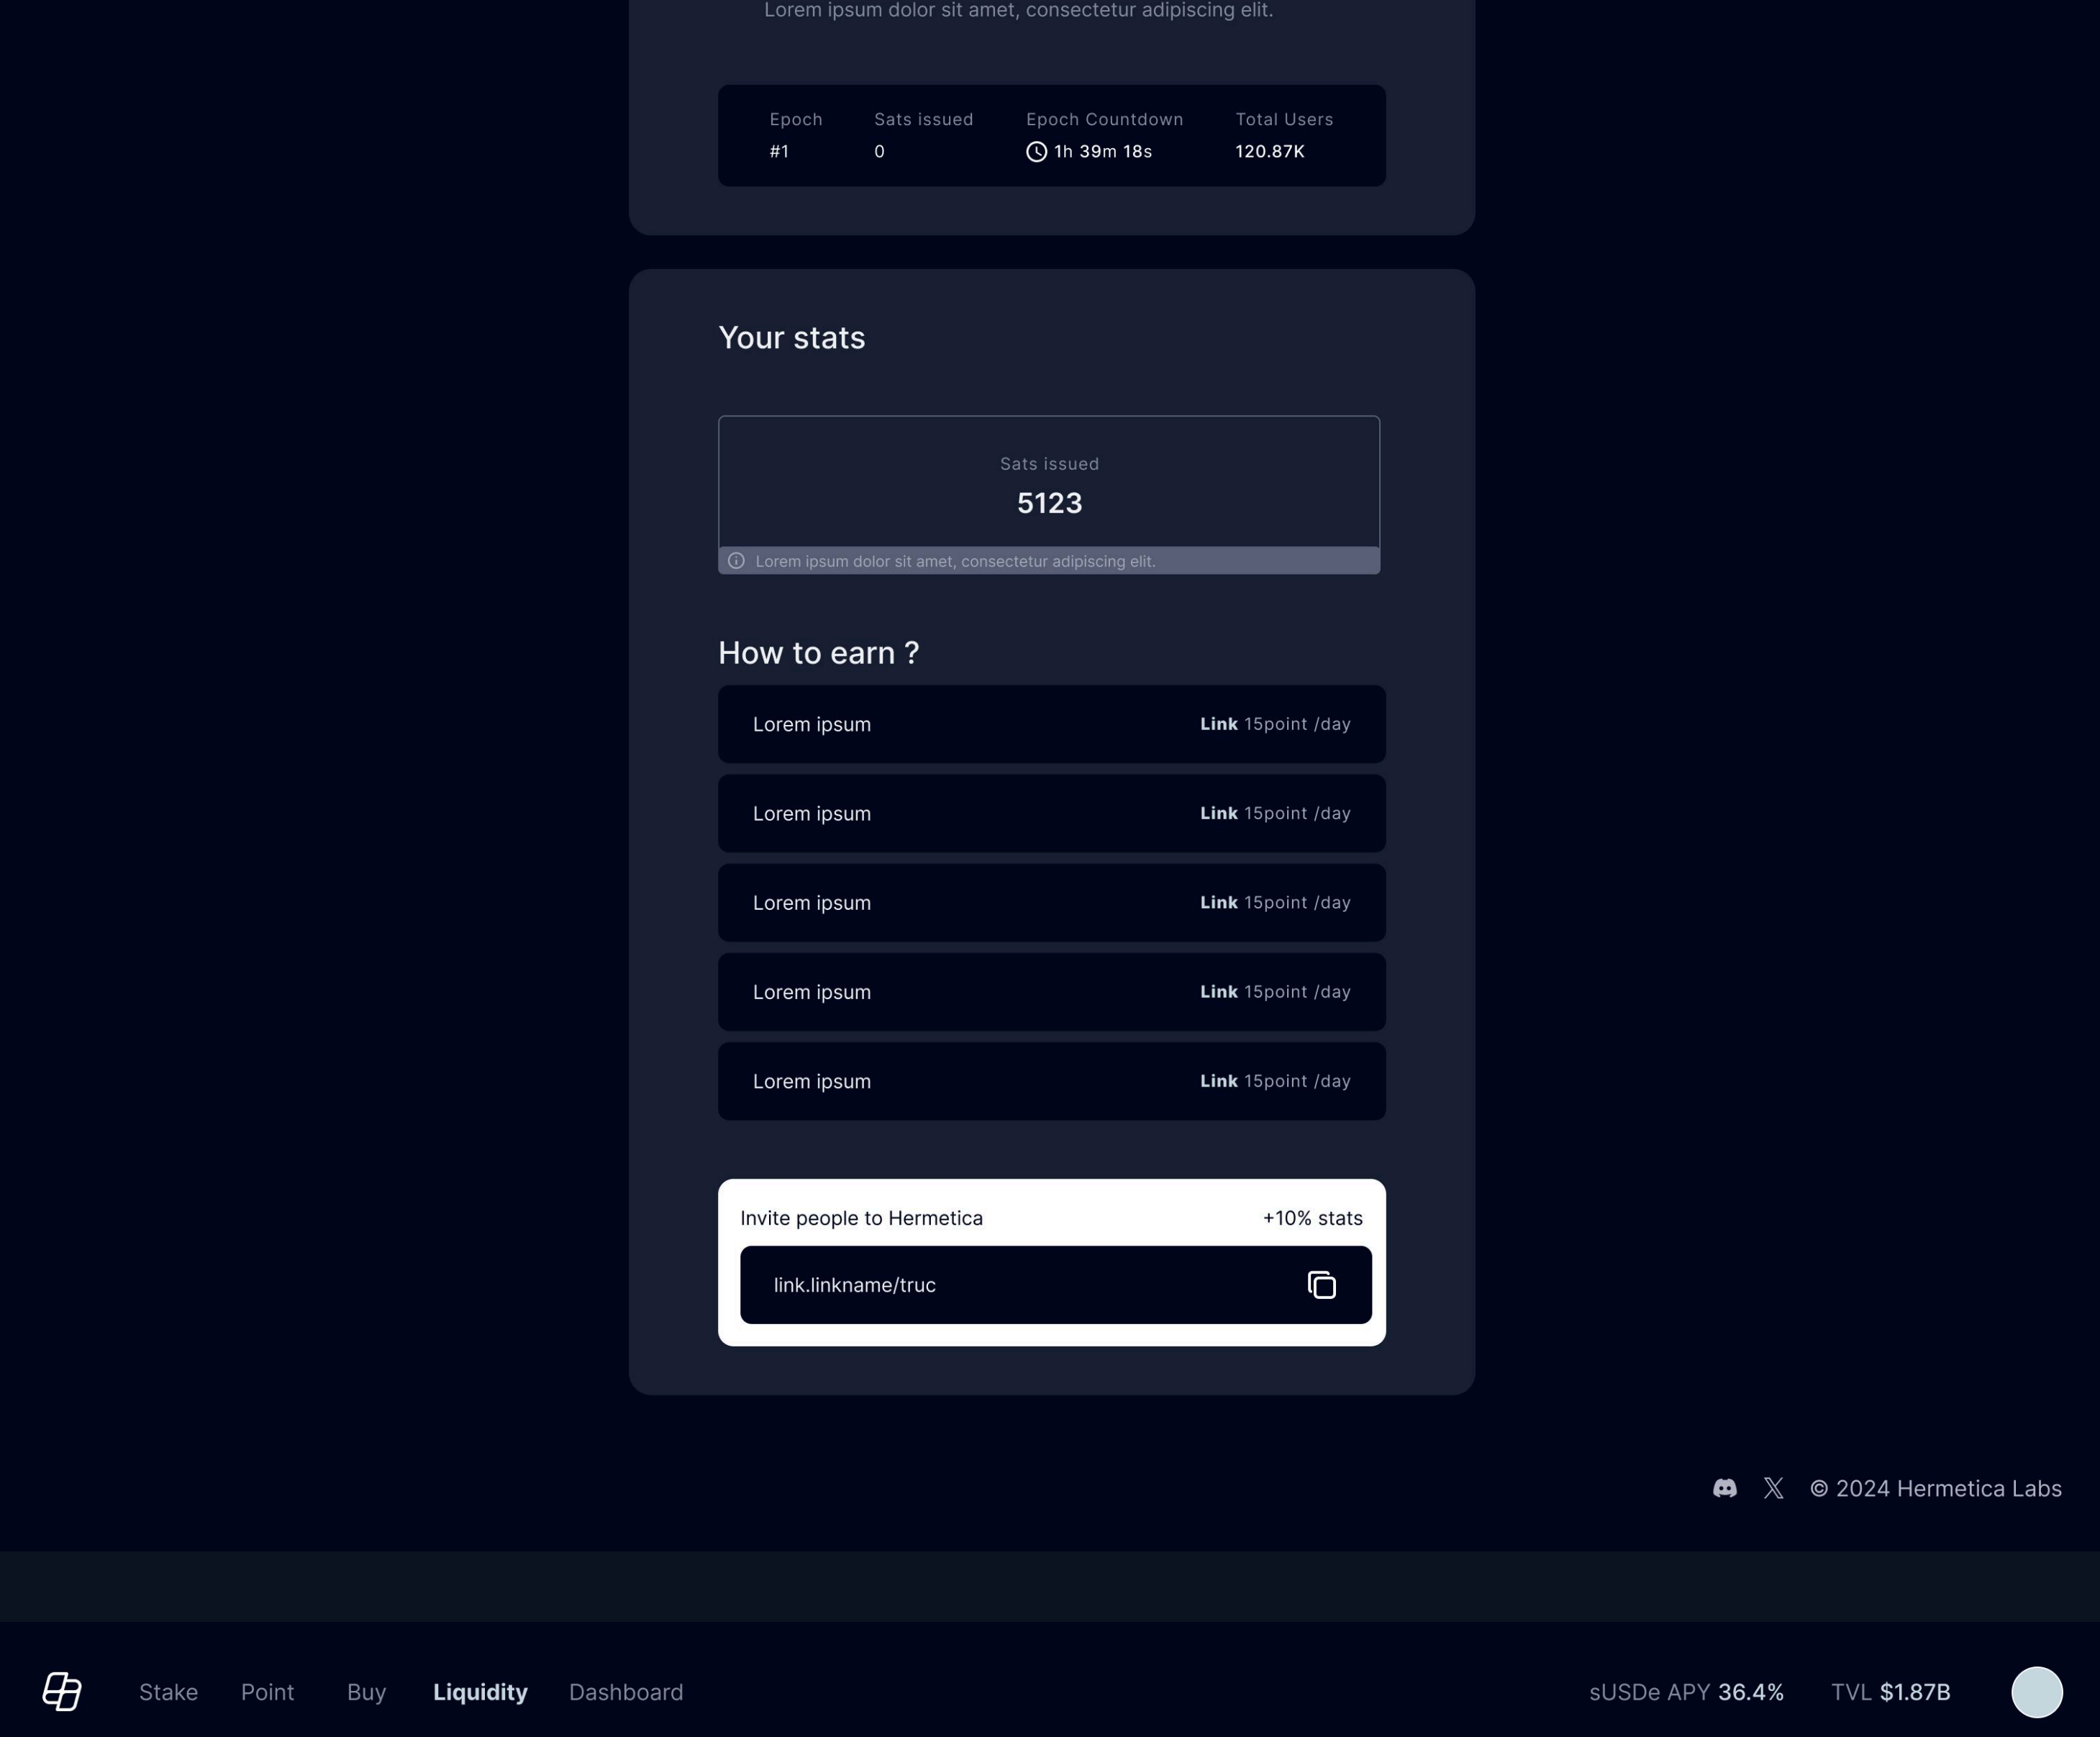 Lorem ipsum dolor sit amet, consectetur adipiscing elit.
Epoch Sats issued Epoch Countdown Total Users
#1 0 1h 39m 18s 120.87K
Your stats
Sats issued
5123
Lorem ipsum dolor sit amet, consectetur adipiscing elit.
How to earn ?
Lorem ipsum Link 15point /day
Lorem ipsum Link 15point /day
Lorem ipsum Link 15point /day
Lorem ipsum Link 15point /day
Lorem ipsum Link 15point /day
Invite people to Hermetica +10% stats
link.linkname/truc
© 2024 Hermetica Labs
Stake Point Buy Liquidity Dashboard sUSDe APY 36.4% TVL $1.87B